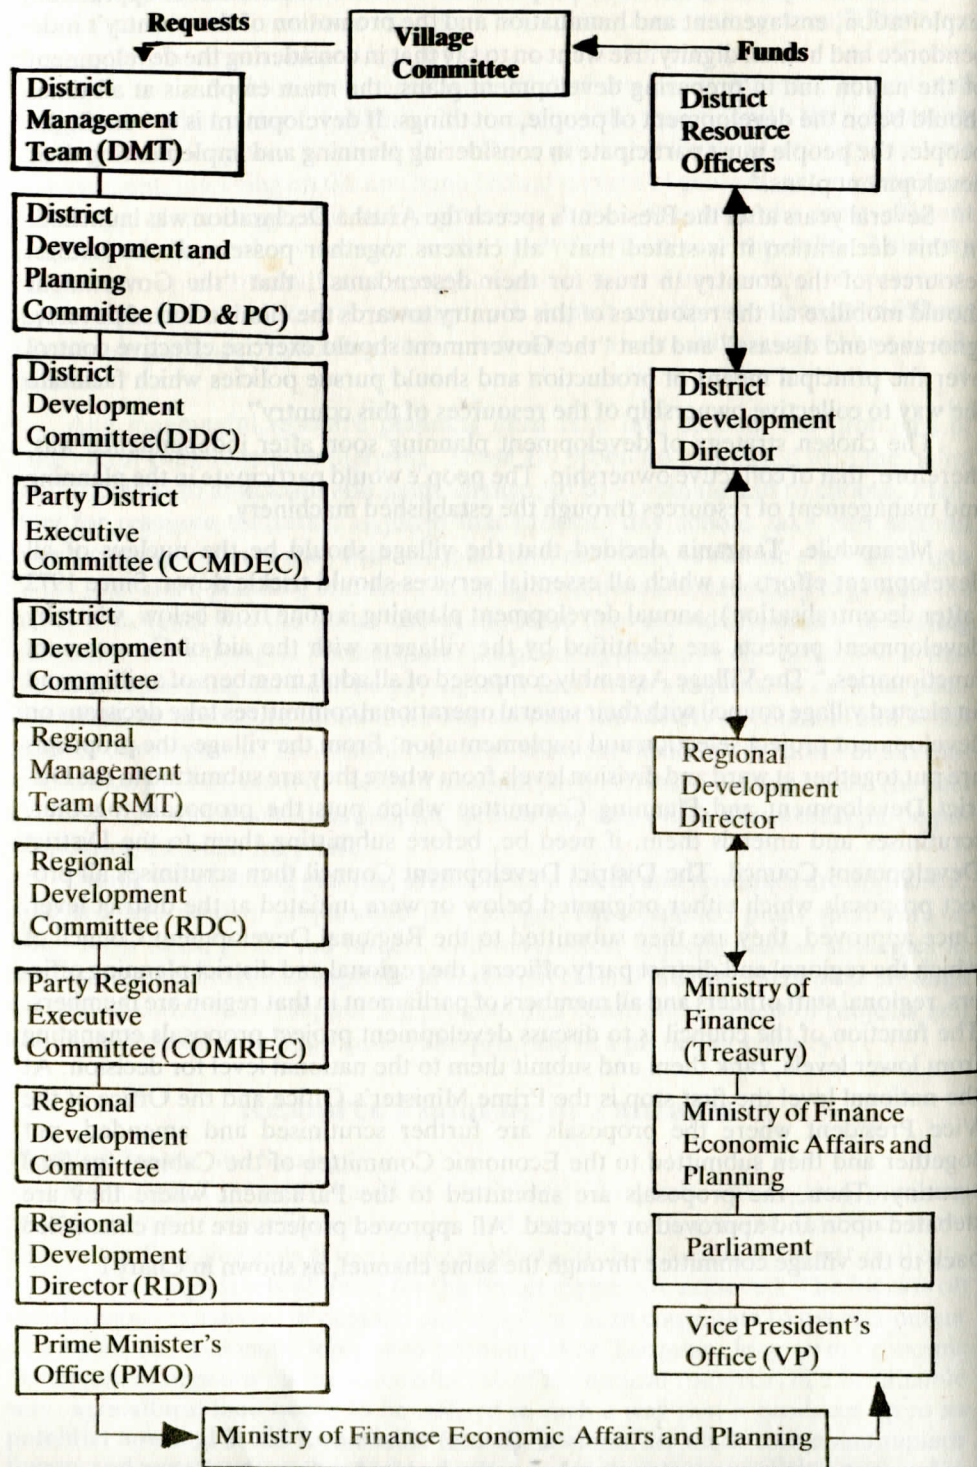 Requests
Village
Committee
Funds
District
Management
Team (DMT)
District
Development and
Planning
Committee (DD & PC)
District
Development
Committee(DDC)
Party District
Executive
Committee (CCMDEC)
District
Development
Committee
Regional
Management
Team (RMT)
Regional
Development
Committee (RDC)
Party Regional
Executive
Committee (COMREC)
Regional
Development
Committee
Regional
Development
Director (RDD)
Prime Minister's
Office (PMO)
Ministry of Finance Economic Affairs and Planning
District
Resource
Officers
District
Development
Director
Regional
Development
Director
Ministry of
Finance
(Treasury)
Ministry of Finance
Economic Affairs and
Planning
Parliament
Vice President's
Office (VP)